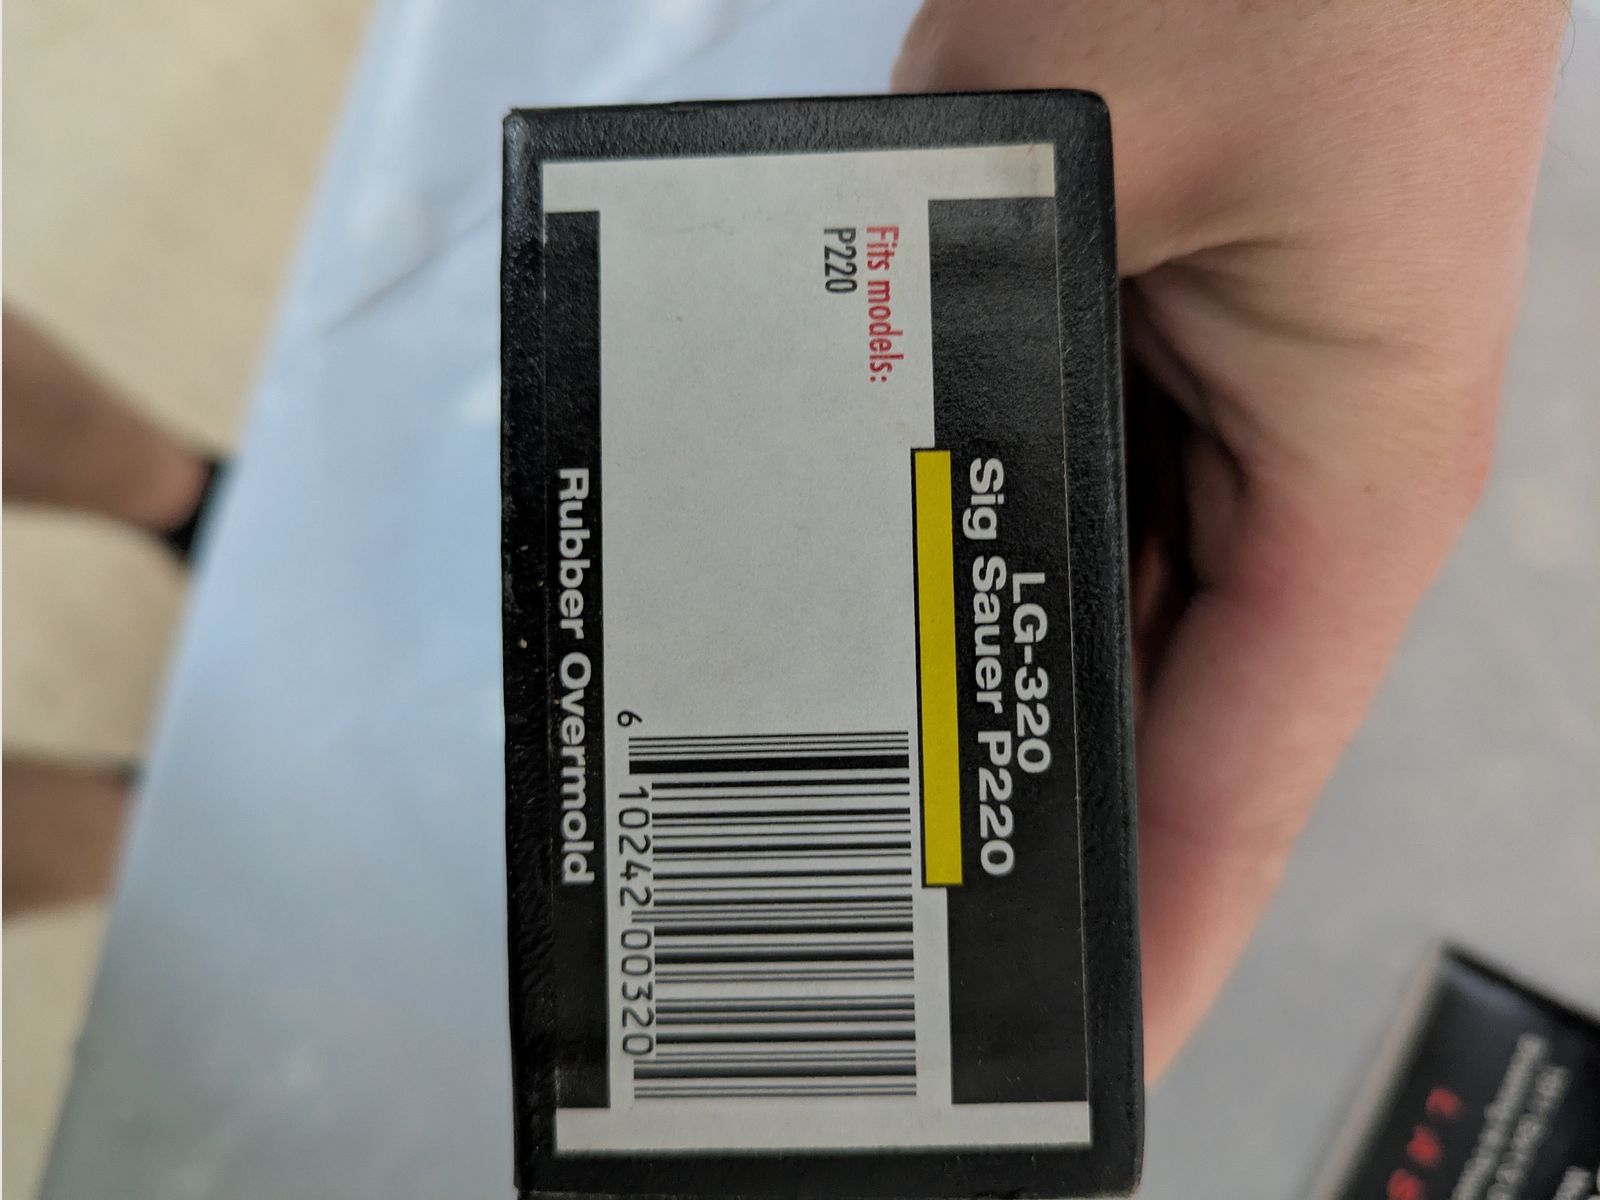 LG-320
Sig Sauer P220
Fits models:
P220
6 10242 00320
Rubber Overmold